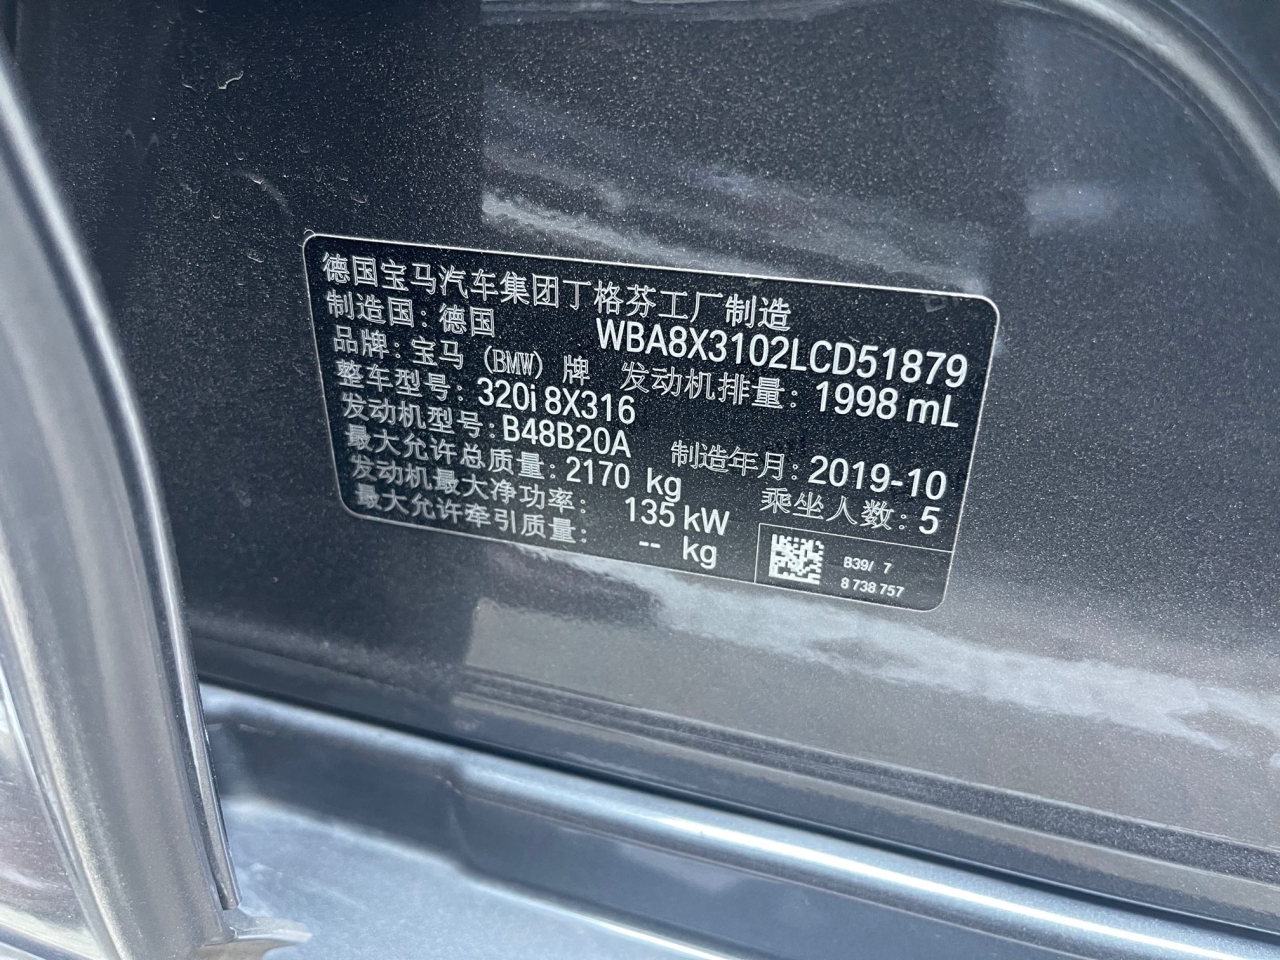 德国宝马汽车集团丁格芬工厂制造
制造国：德国 WBA8X3102LCD51879
品牌：宝马 (BMW) 牌 发动机排量：1998 mL
整车型号：320i 8X316
发动机型号：B48B20A 制造年月：2019-10
最大允许总质量：2170 kg 乘坐人数：5
发动机最大净功率： 135 kW
最大允许牵引质量： -- kg
B39/ 7
8 738 757